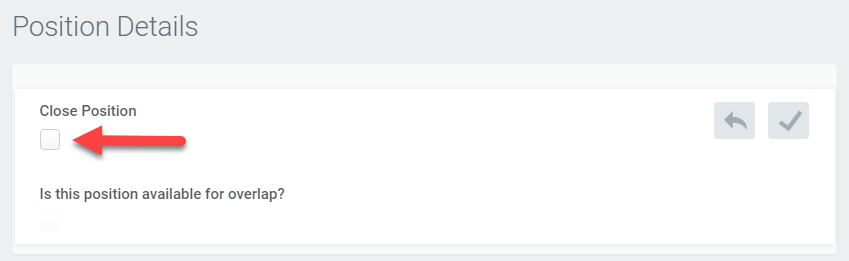 Position Details
Close Position
Is this position available for overlap?